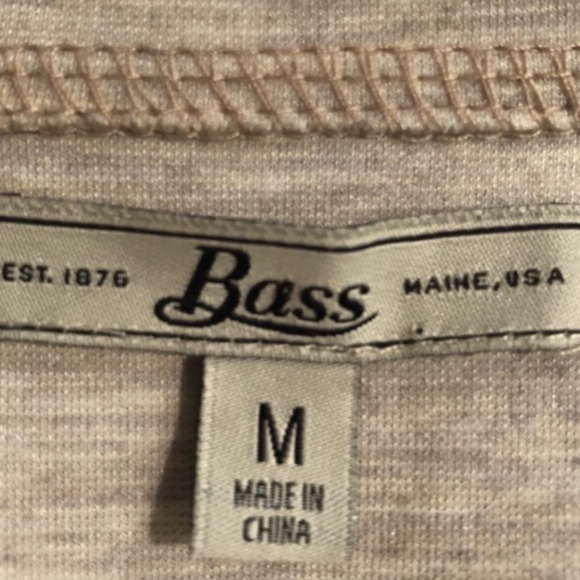 EST. 1876 Bass MAINE, USA
M
MADE IN
CHINA